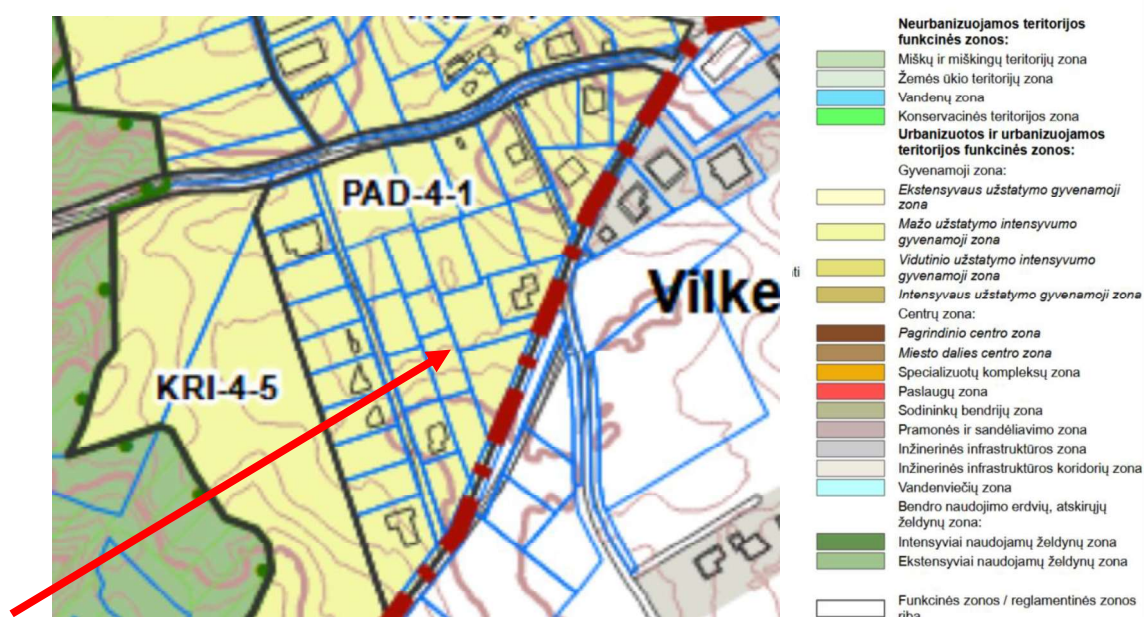 PAD-4-1
Vilke
KRI-4-5
ti
Neurbanizuojamos teritorijos
funkcinės zonos:
Miškų ir miškingų teritorijų zona
Žemės ūkio teritorijų zona
Vandenų zona
Konservacinės teritorijos zona
Urbanizuotos ir urbanizuojamos
teritorijos funkcinės zonos:
Gyvenamoji zona:
Ekstensyvaus užstatymo gyvenamoji
zona
Mažo užstatymo intensyvumo
gyvenamoji zona
Vidutinio užstatymo intensyvumo
gyvenamoji zona
Intensyvaus užstatymo gyvenamoji zona
Centrų zona:
Pagrindinio centro zona
Miesto dalies centro zona
Specializuotų kompleksų zona
Paslaugų zona
Sodininkų bendrijų zona
Pramonės ir sandėliavimo zona
Inžinerinės infrastruktūros zona
Inžinerinės infrastruktūros koridorių zona
Vandenviečių zona
Bendro naudojimo erdvių, atskirųjų
želdynų zona:
Intensyviai naudojamų želdynų zona
Ekstensyviai naudojamų želdynų zona
Funkcinės zonos / reglamentinės zonos
riba